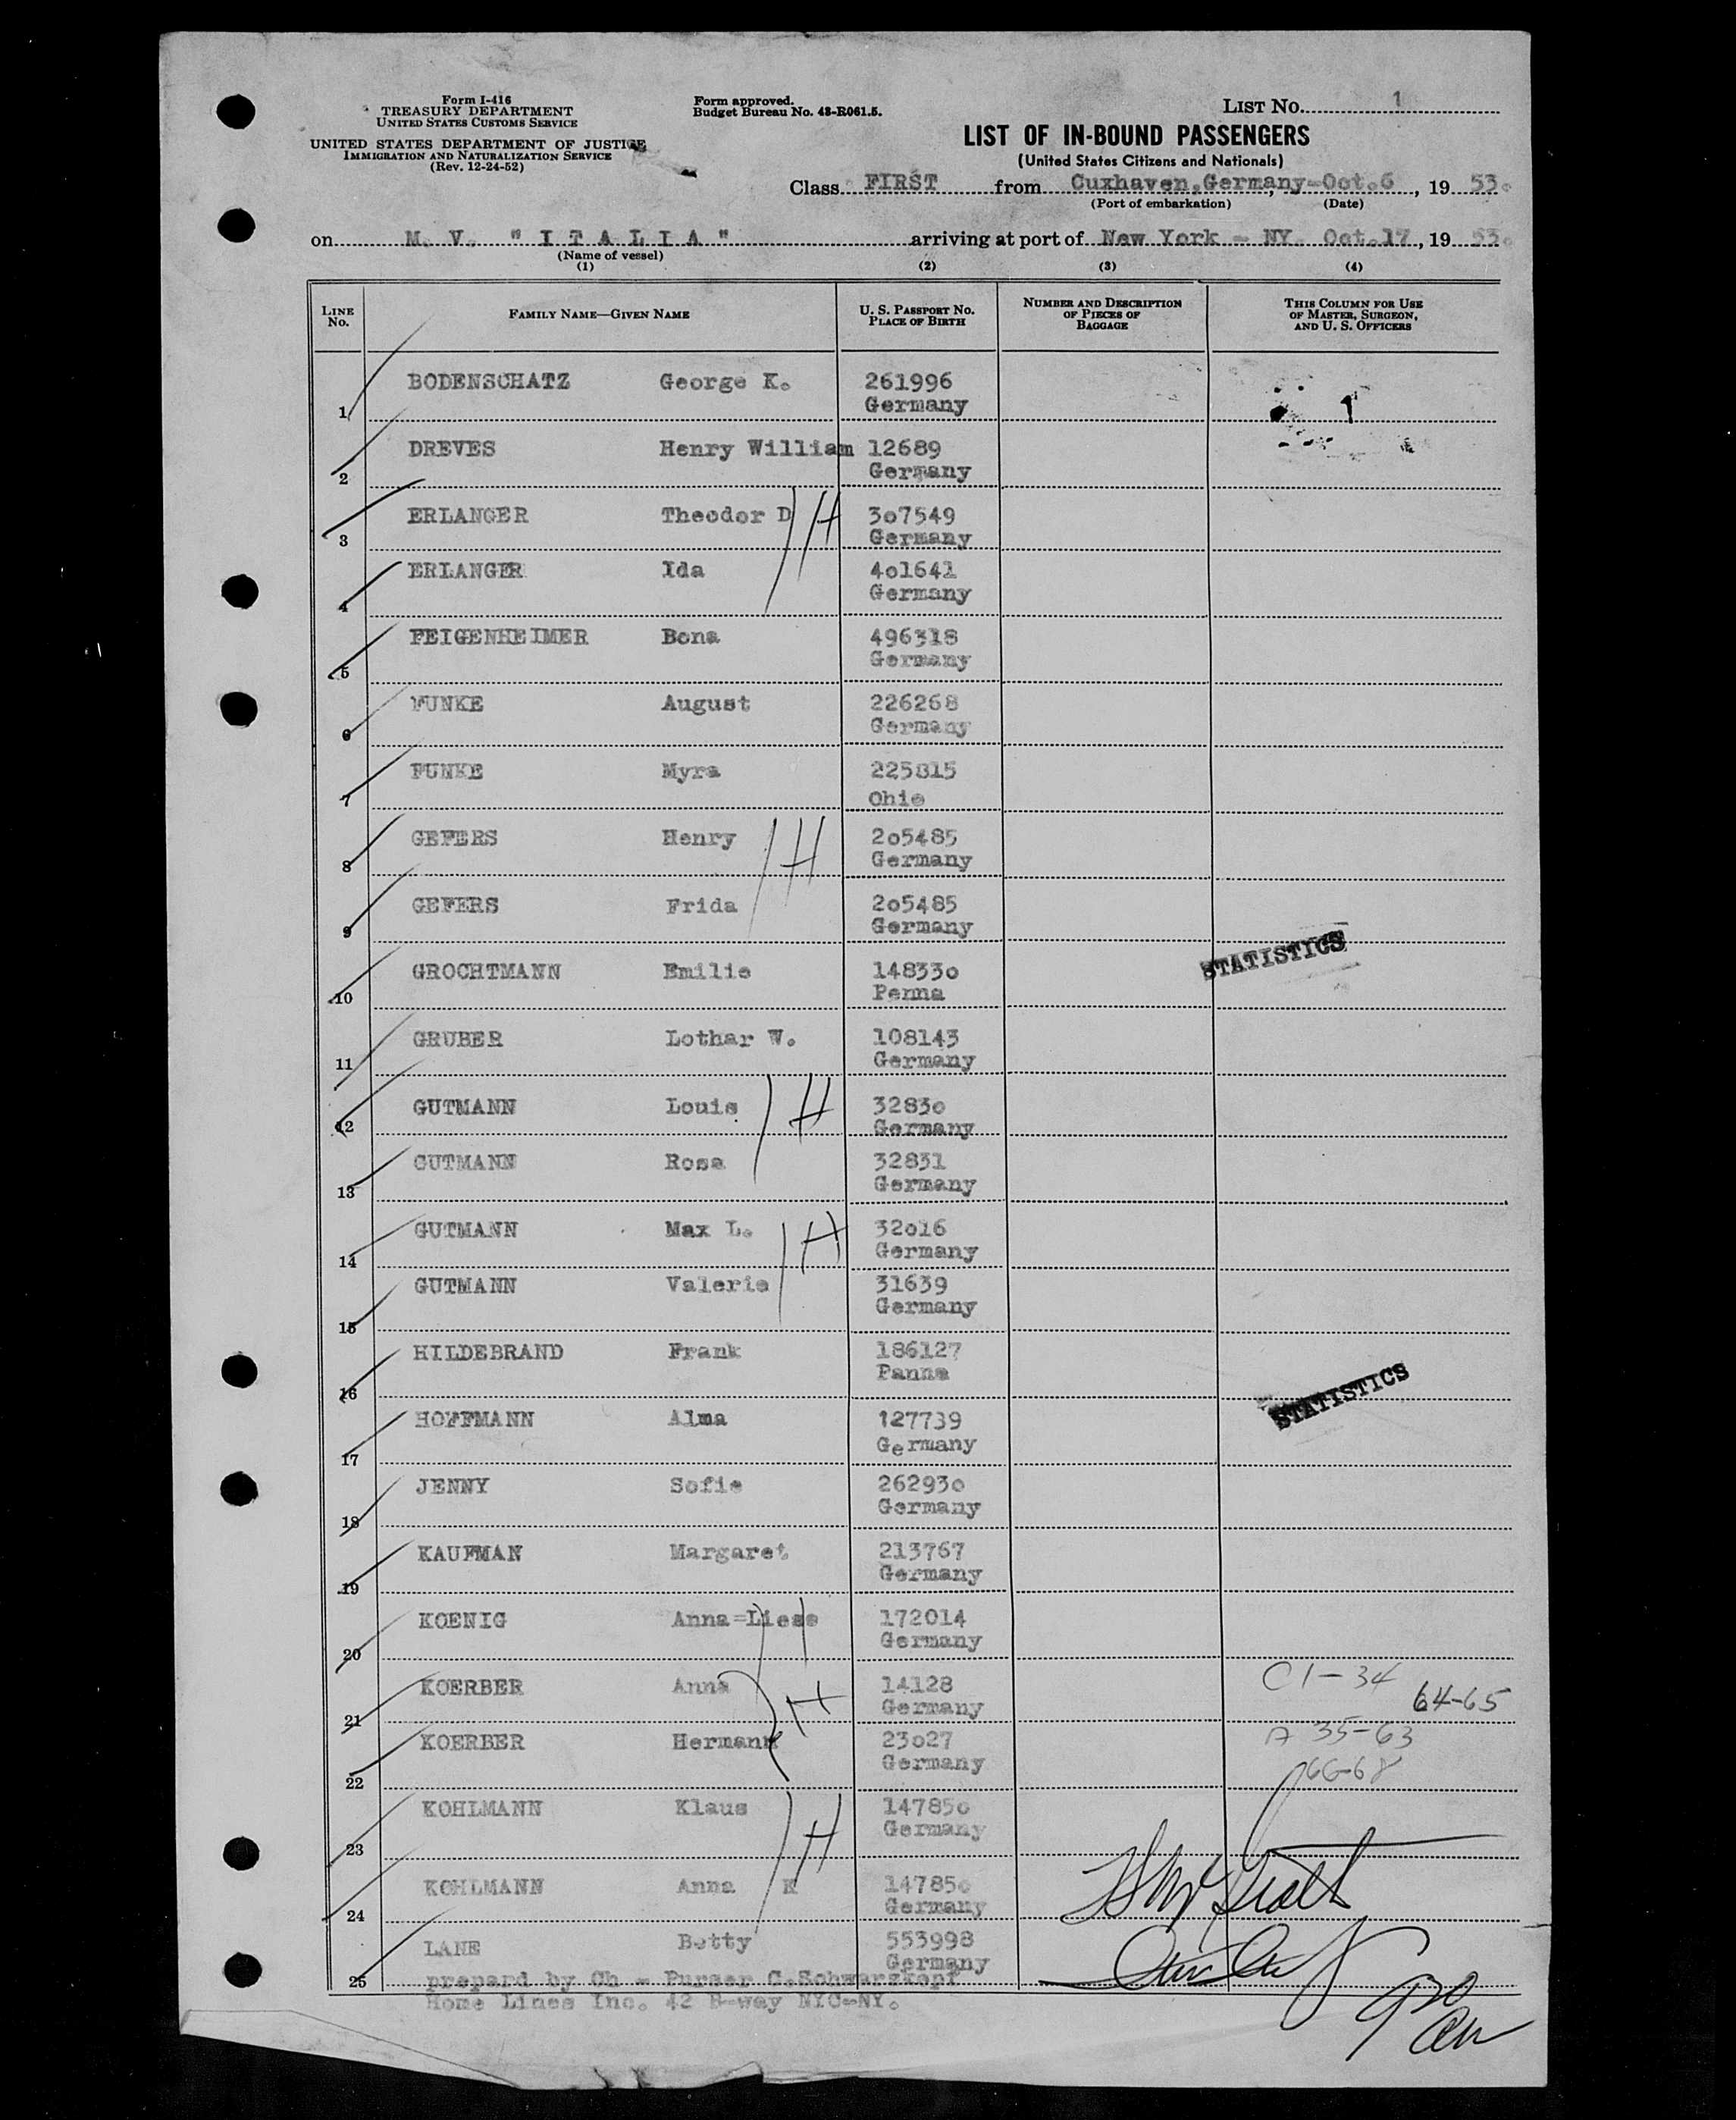 Form I-416
TREASURY DEPARTMENT
UNITED STATES CUSTOMS SERVICE
UNITED STATES DEPARTMENT OF JUSTICE
IMMIGRATION AND NATURALIZATION SERVICE
(Rev. 12-24-52)
Form approved.
Budget Bureau No. 43-R061.5.
LIST NO. 1
LIST OF IN-BOUND PASSENGERS
(United States Citizens and Nationals)
Class FIRST from Cuxhaven,Germany-Oct.6, 19 53.
(Port of embarkation) (Date)
on M. V. "I T A L I A" arriving at port of New York - NY. Oct.17, 19 53.
(Name of vessel)
(1) (2) (3) (4)
LINE NO. FAMILY NAME—GIVEN NAME U. S. PASSPORT NO. PLACE OF BIRTH NUMBER AND DESCRIPTION OF PIECES OF BAGGAGE THIS COLUMN FOR USE OF MASTER, SURGEON, AND U. S. OFFICERS
BODENSCHATZ George K. 261996
1 Germany 1
DREVES Henry William 12689
2 Germany
ERLANGER Theodor D H 307549
3 Germany
ERLANGER Ida 401641
4 Germany
FEIGENHEIMER Bona 496318
5 Germany
FUNKE August 226268
6 Germany
FUNKE Myra 225815
7 Ohio
GEFERS Henry H 205485
8 Germany
GEFERS Frida 205485
9 Germany
STATISTICS
GROCHTMANN Emilie 148330
10 Penna
GRUBER Lothar W. 108143
11 Germany
GUTMANN Louis H 32830
12 Germany
GUTMANN Rosa 32831
13 Germany
GUTMANN Max L. H 32016
14 Germany
GUTMANN Valerie 31639
15 Germany
HILDEBRAND Frank 186127
16 Panna
STATISTICS
HOFFMANN Alma 127739
17 Germany
JENNY Sofie 262930
18 Germany
KAUFMAN Margaret 213767
19 Germany
KOENIG Anna=Liese 172014
20 Germany
KOERBER Anna H 14128 C1-34
21 Germany 64-65
KOERBER Hermann 23027 A 35-63
22 Germany 66-68
KOHLMANN Klaus H 147850
23 Germany
KOHLMANN Anna K 147850
24 Germany
LANE Betty 553998
25 Germany
prepard by Ch - Purser C.Schwarzkopf
Home Lines Inc. 42 B-way NYC-NY.